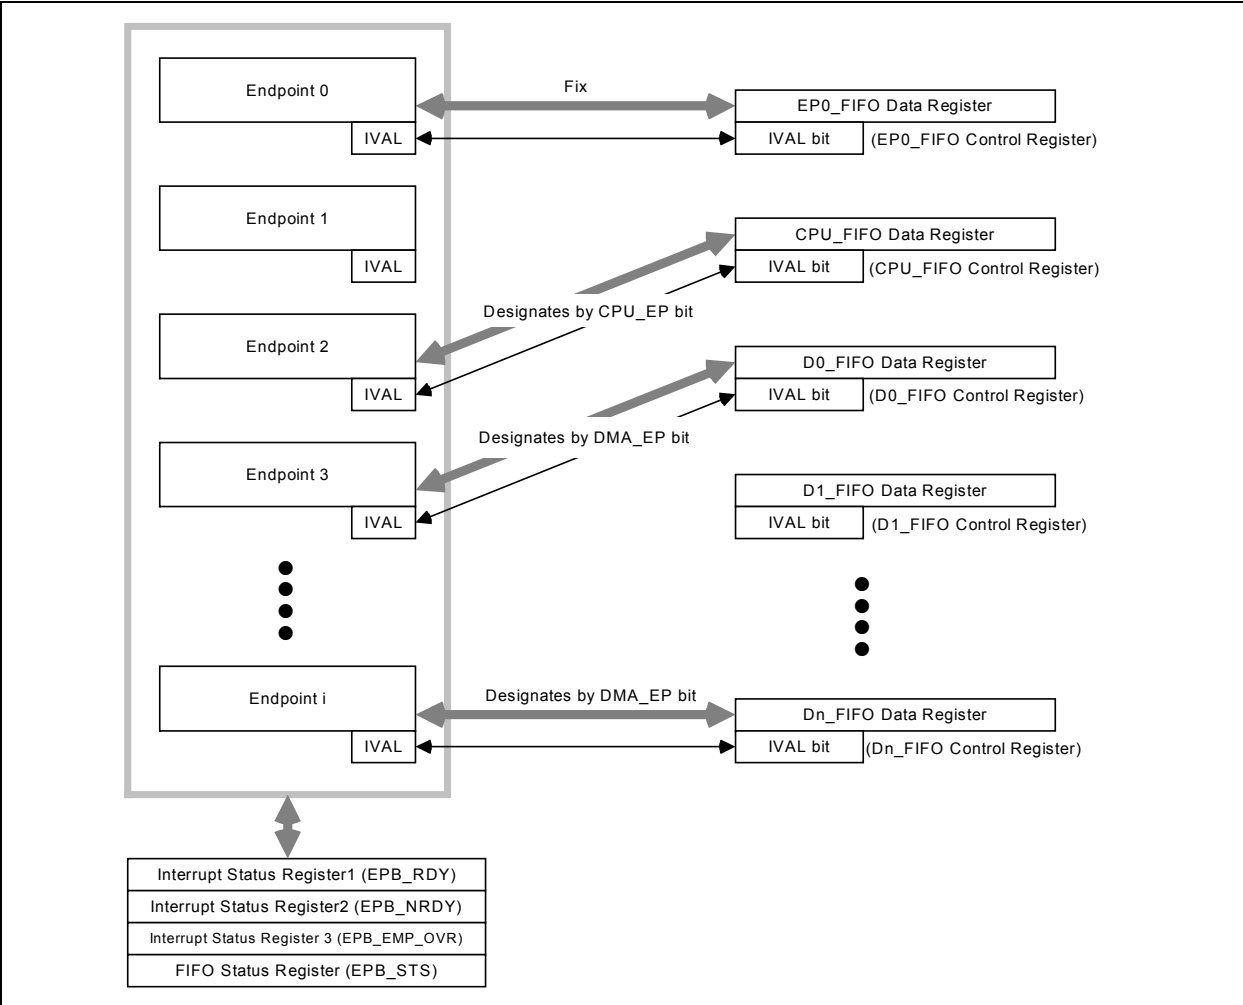 Endpoint 0
IVAL
Fix
EP0_FIFO Data Register
IVAL bit
(EP0_FIFO Control Register)
Endpoint 1
IVAL
CPU_FIFO Data Register
IVAL bit
(CPU_FIFO Control Register)
Designates by CPU_EP bit
Endpoint 2
IVAL
D0_FIFO Data Register
IVAL bit
(D0_FIFO Control Register)
Designates by DMA_EP bit
Endpoint 3
IVAL
D1_FIFO Data Register
IVAL bit
(D1_FIFO Control Register)
Endpoint i
IVAL
Designates by DMA_EP bit
Dn_FIFO Data Register
IVAL bit
(Dn_FIFO Control Register)
Interrupt Status Register1 (EPB_RDY)
Interrupt Status Register2 (EPB_NRDY)
Interrupt Status Register 3 (EPB_EMP_OVR)
FIFO Status Register (EPB_STS)